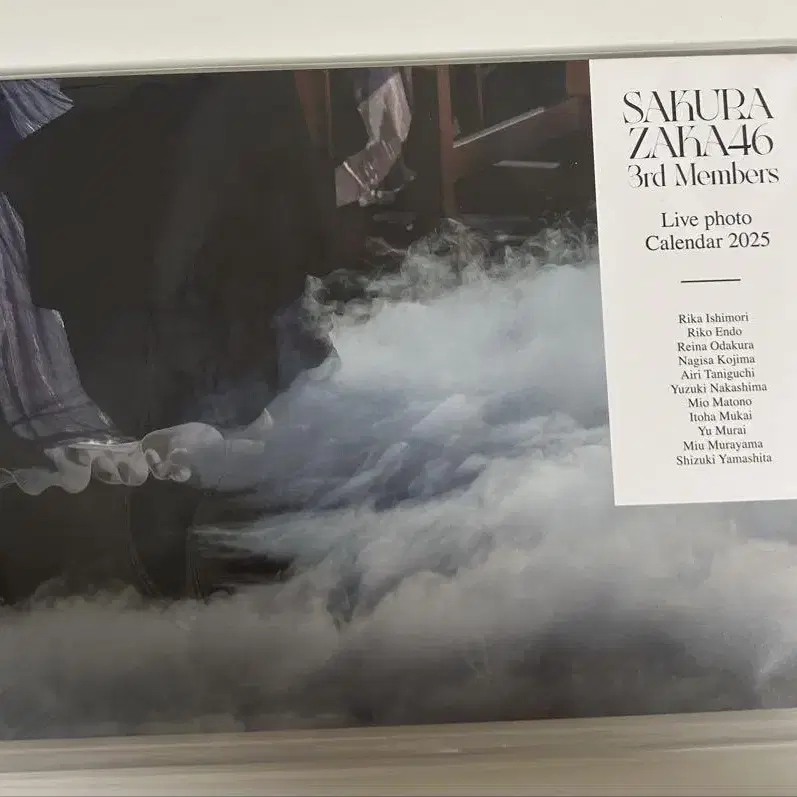 SAKURA
ZAKA46
3rd Members
Live photo
Calendar 2025
Rika Ishimori
Riko Endo
Reina Odakura
Nagisa Kojima
Airi Taniguchi
Yuzuki Nakashima
Mio Matono
Itoha Mukai
Yu Murai
Miu Murayama
Shizuki Yamashita